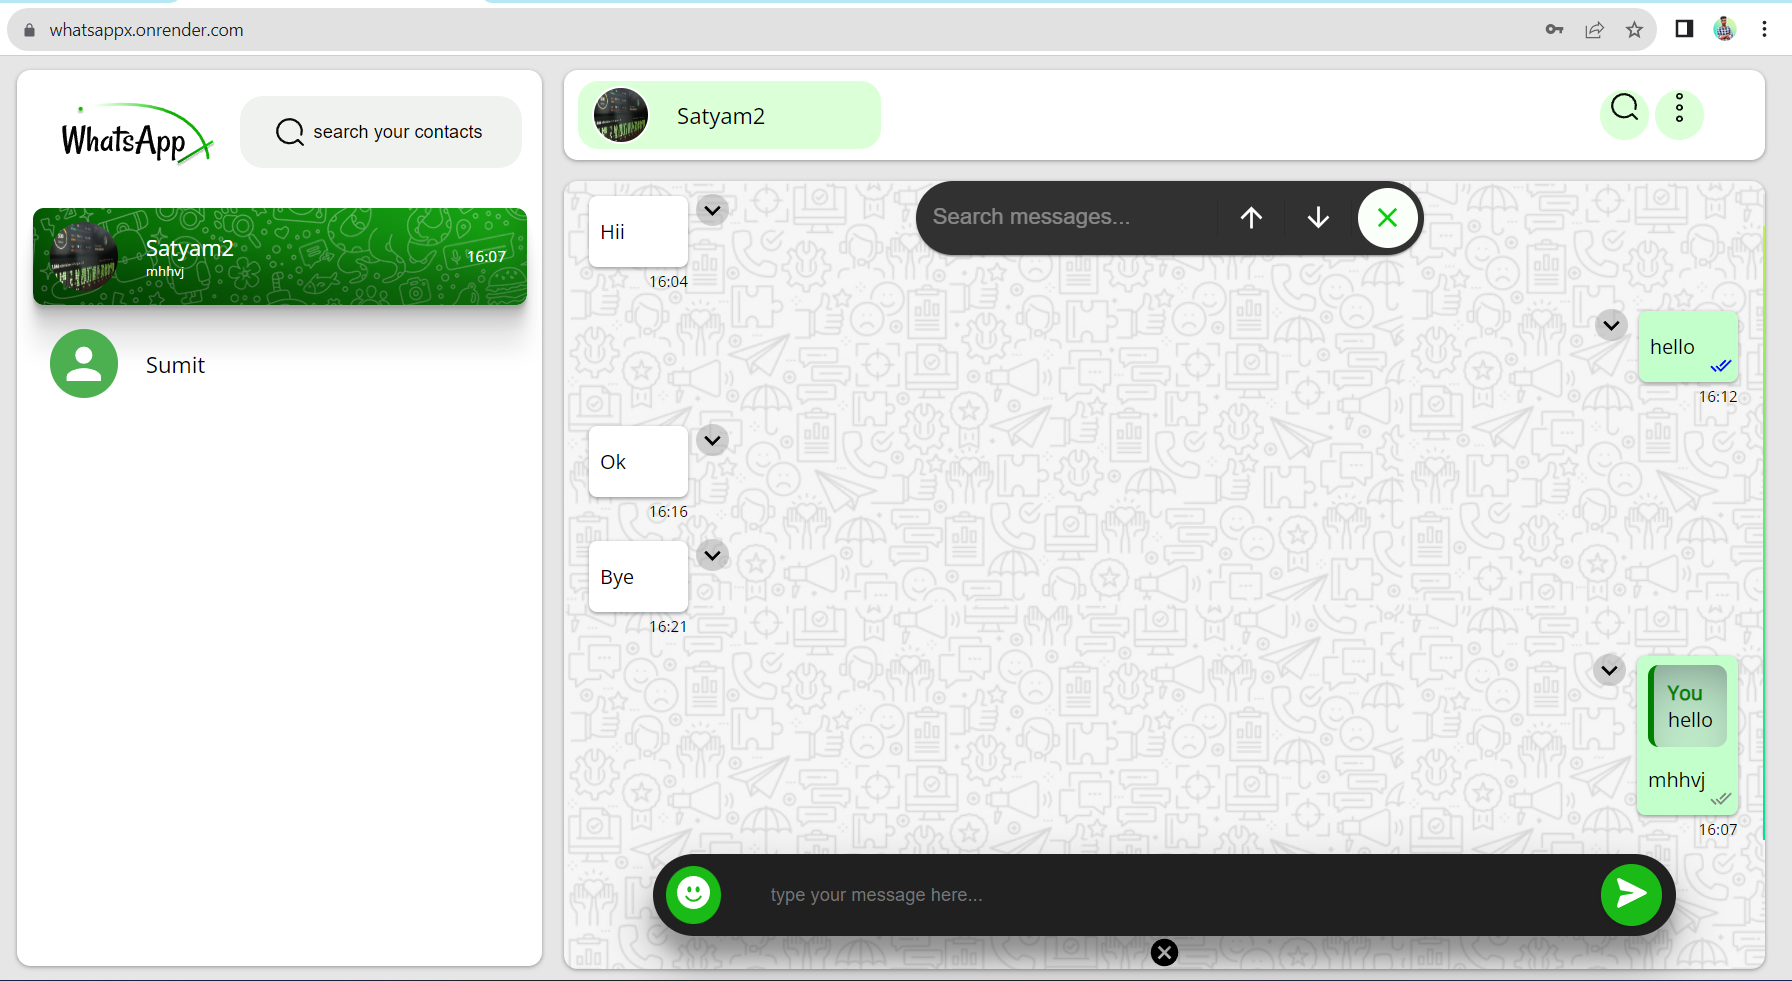 whatsappx.onrender.com
WhatsApp
search your contacts
Satyam2
mhhvj
16:07
Sumit
Satyam2
Search messages...
Hii
16:04
hello
16:12
Ok
16:16
Bye
16:21
You
hello
mhhvj
16:07
type your message here...